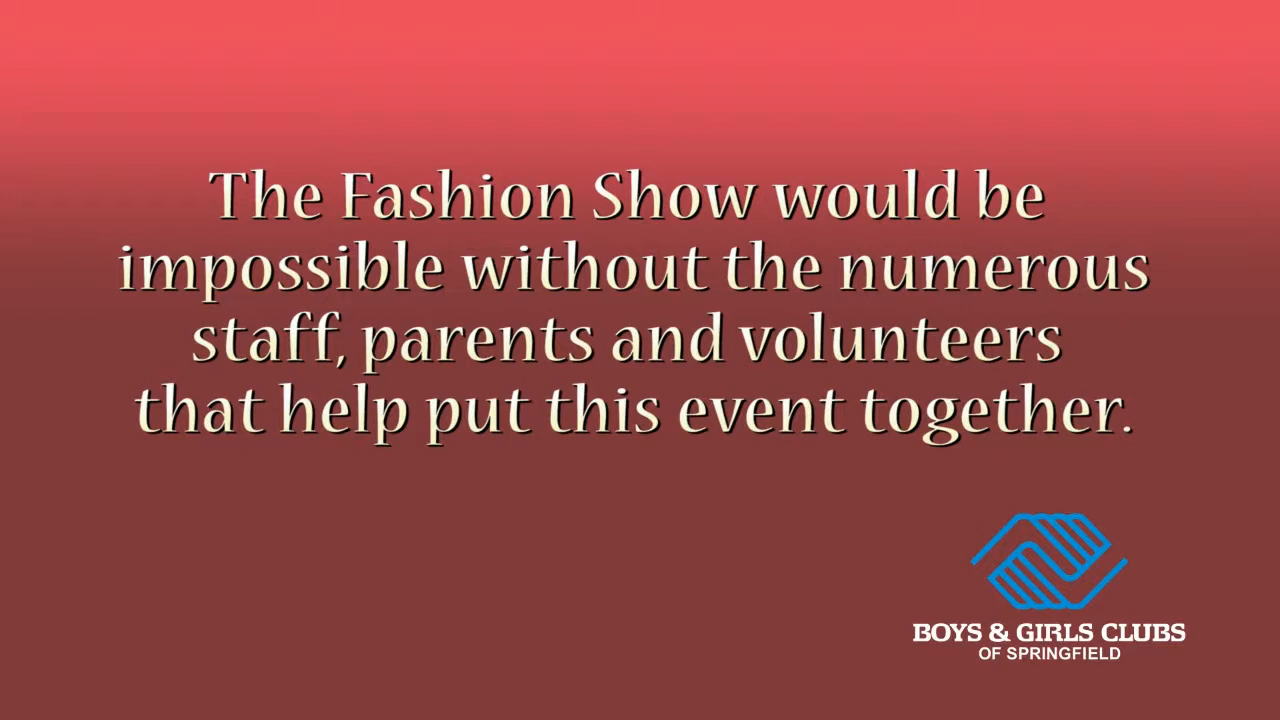 The Fashion Show would be
impossible without the numerous
staff, parents and volunteers
that help put this event together.
BOYS & GIRLS CLUBS
OF SPRINGFIELD